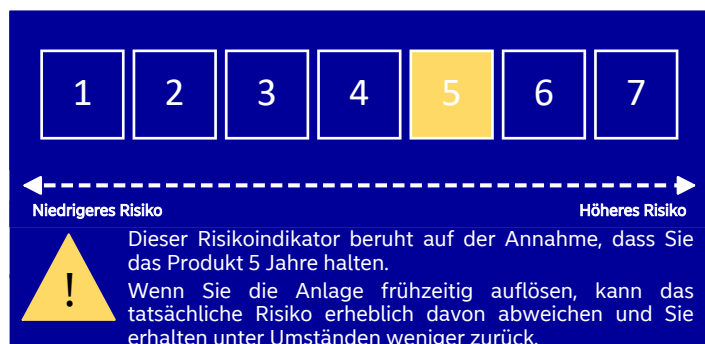 1 2 3 4 5 6 7
Niedrigeres Risiko Höheres Risiko
Dieser Risikoindikator beruht auf der Annahme, dass Sie
das Produkt 5 Jahre halten.
!
Wenn Sie die Anlage frühzeitig auflösen, kann das
tatsächliche Risiko erheblich davon abweichen und Sie
erhalten unter Umständen weniger zurück.